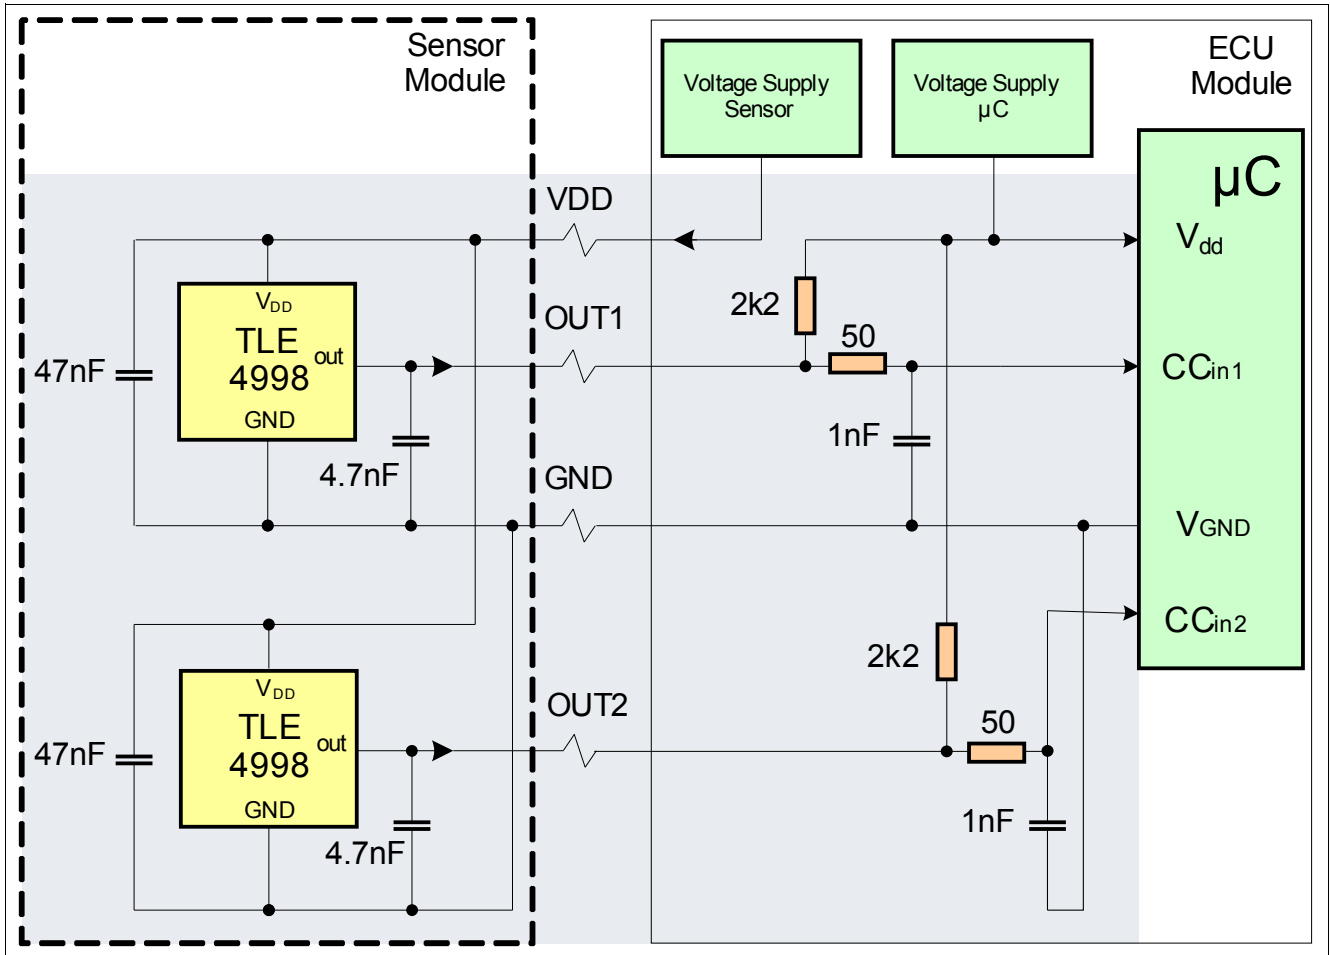 Sensor
Module
Voltage Supply
Sensor
Voltage Supply
µC
ECU
Module
µC
VDD
Vdd
VDD
TLE
4998
out
GND
47nF
4.7nF
OUT1
2k2
50
CCin1
1nF
GND
VGND
CCin2
2k2
VDD
TLE
4998
out
GND
47nF
4.7nF
OUT2
50
1nF